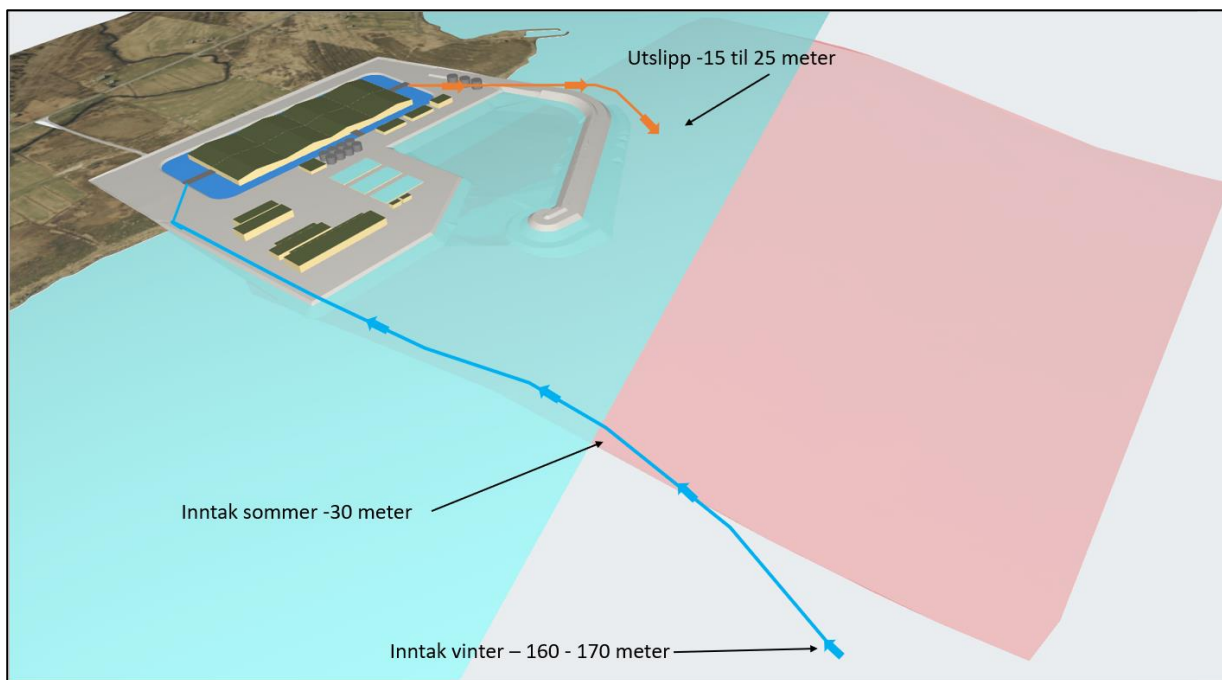 Utslipp -15 til 25 meter
Inntak sommer -30 meter
Inntak vinter – 160 - 170 meter